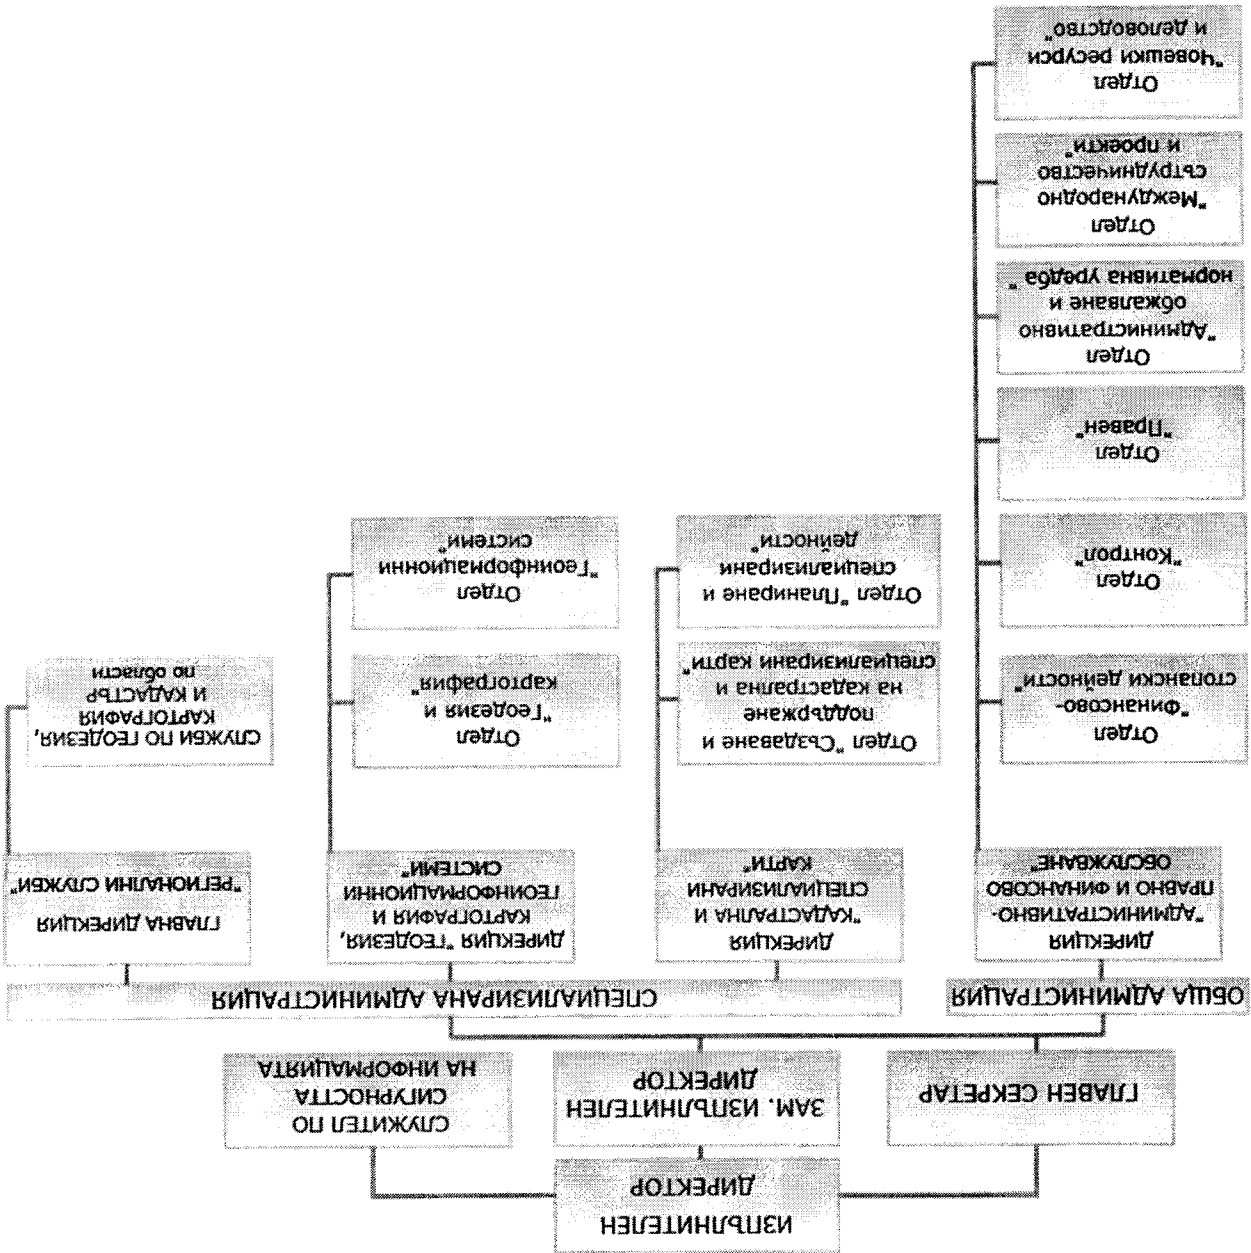 ИЗПЪЛНИТЕЛЕН
ДИРЕКТОР
ГЛАВЕН СЕКРЕТАР
ЗАМ. ИЗПЪЛНИТЕЛЕН
ДИРЕКТОР
СЛУЖИТЕЛ ПО
СИГУРНОСТТА
НА ИНФОРМАЦИЯТА
ОБЩА АДМИНИСТРАЦИЯ
СПЕЦИАЛИЗИРАНА АДМИНИСТРАЦИЯ
ДИРЕКЦИЯ
"АДМИНИСТРАТИВНО-
ПРАВНО И ФИНАНСОВО
ОБСЛУЖВАНЕ"
ДИРЕКЦИЯ
"КАДАСТРАЛНА И
СПЕЦИАЛИЗИРАНИ
КАРТИ"
ДИРЕКЦИЯ "ГЕОДЕЗИЯ,
КАРТОГРАФИЯ И
ГЕОИНФОРМАЦИОННИ
СИСТЕМИ"
ГЛАВНА ДИРЕКЦИЯ
"РЕГИОНАЛНИ СЛУЖБИ"
Отдел
"Финансово-
стопански дейности"
Отдел
"Контрол"
Отдел
"Правен"
Отдел
"Административно
обжалване и
нормативна уредба "
Отдел
"Международно
сътрудничество
и проекти"
Отдел
"Човешки ресурси
и деловодство"
Отдел "Създаване и
поддържане
на кадастрална и
специализирани карти"
Отдел "Планиране и
специализирани
дейности"
Отдел
"Геодезия и
картография"
Отдел
"Геоинформационни
системи"
СЛУЖБИ ПО ГЕОДЕЗИЯ,
КАРТОГРАФИЯ
И КАДАСТЪР
по области